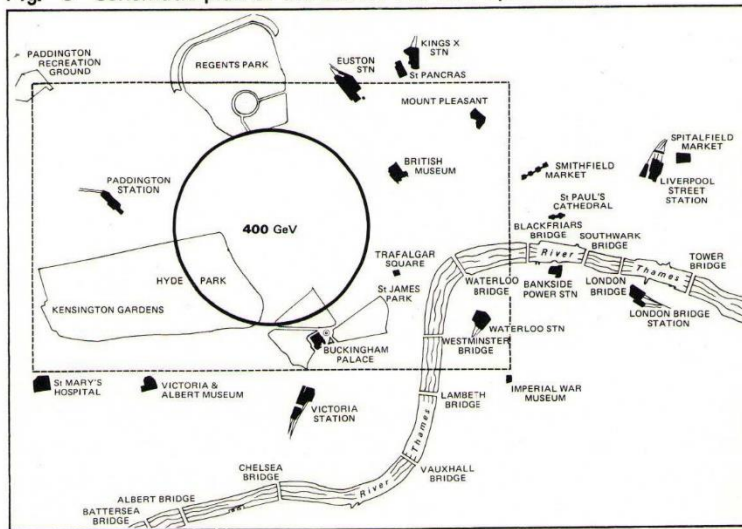 PADDINGTON
RECREATION
GROUND
REGENTS PARK
EUSTON
STN
KINGS X
STN
St PANCRAS
MOUNT PLEASANT
PADDINGTON
STATION
BRITISH
MUSEUM
SMITHFIELD
MARKET
SPITALFIELD
MARKET
LIVERPOOL
STREET
STATION
400 GeV
St PAUL'S
CATHEDRAL
BLACKFRIARS
BRIDGE
SOUTHWARK
BRIDGE
TOWER
BRIDGE
TRAFALGAR
SQUARE
River
Thames
HYDE PARK
St JAMES
PARK
WATERLOO
BRIDGE
BANKSIDE
POWER STN
LONDON
BRIDGE
KENSINGTON GARDENS
LONDON BRIDGE
STATION
WATERLOO STN
WESTMINSTER
BRIDGE
BUCKINGHAM
PALACE
St MARY'S
HOSPITAL
VICTORIA &
ALBERT MUSEUM
VICTORIA
STATION
LAMBETH
BRIDGE
IMPERIAL WAR
MUSEUM
Thames
VAUXHALL
BRIDGE
CHELSEA
BRIDGE
River
ALBERT BRIDGE
BATTERSEA
BRIDGE